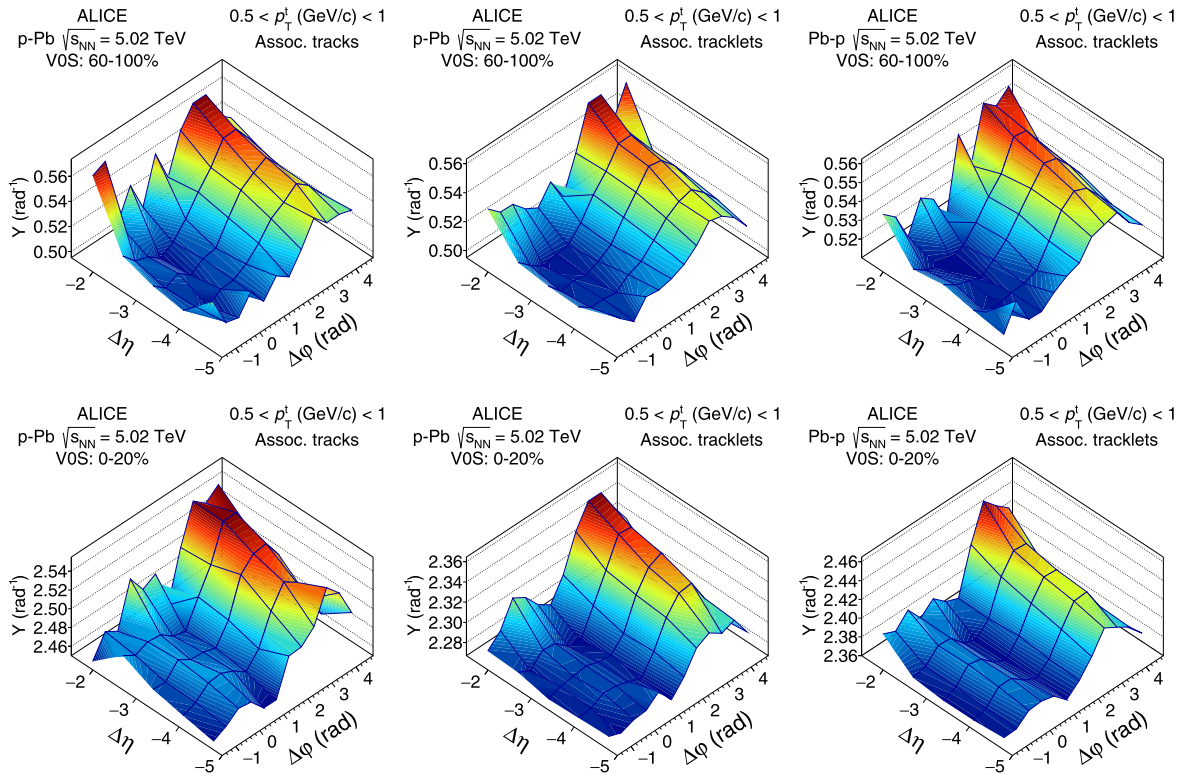 ALICE
p-Pb √s_NN = 5.02 TeV
V0S: 60-100%
0.5 < p_T^t (GeV/c) < 1
Assoc. tracks
Y (rad⁻¹)
0.56
0.54
0.52
0.50
−2
−3
−4
−5
Δη
−1
0
1
2
3
4
Δφ (rad)
ALICE
p-Pb √s_NN = 5.02 TeV
V0S: 60-100%
0.5 < p_T^t (GeV/c) < 1
Assoc. tracklets
Y (rad⁻¹)
0.56
0.54
0.52
0.50
−2
−3
−4
−5
Δη
−1
0
1
2
3
4
Δφ (rad)
ALICE
Pb-p √s_NN = 5.02 TeV
V0S: 60-100%
0.5 < p_T^t (GeV/c) < 1
Assoc. tracklets
Y (rad⁻¹)
0.56
0.55
0.54
0.53
0.52
−2
−3
−4
−5
Δη
−1
0
1
2
3
4
Δφ (rad)
ALICE
p-Pb √s_NN = 5.02 TeV
V0S: 0-20%
0.5 < p_T^t (GeV/c) < 1
Assoc. tracks
Y (rad⁻¹)
2.54
2.52
2.50
2.48
2.46
−2
−3
−4
−5
Δη
−1
0
1
2
3
4
Δφ (rad)
ALICE
p-Pb √s_NN = 5.02 TeV
V0S: 0-20%
0.5 < p_T^t (GeV/c) < 1
Assoc. tracklets
Y (rad⁻¹)
2.36
2.34
2.32
2.30
2.28
−2
−3
−4
−5
Δη
−1
0
1
2
3
4
Δφ (rad)
ALICE
Pb-p √s_NN = 5.02 TeV
V0S: 0-20%
0.5 < p_T^t (GeV/c) < 1
Assoc. tracklets
Y (rad⁻¹)
2.46
2.44
2.42
2.40
2.38
2.36
−2
−3
−4
−5
Δη
−1
0
1
2
3
4
Δφ (rad)